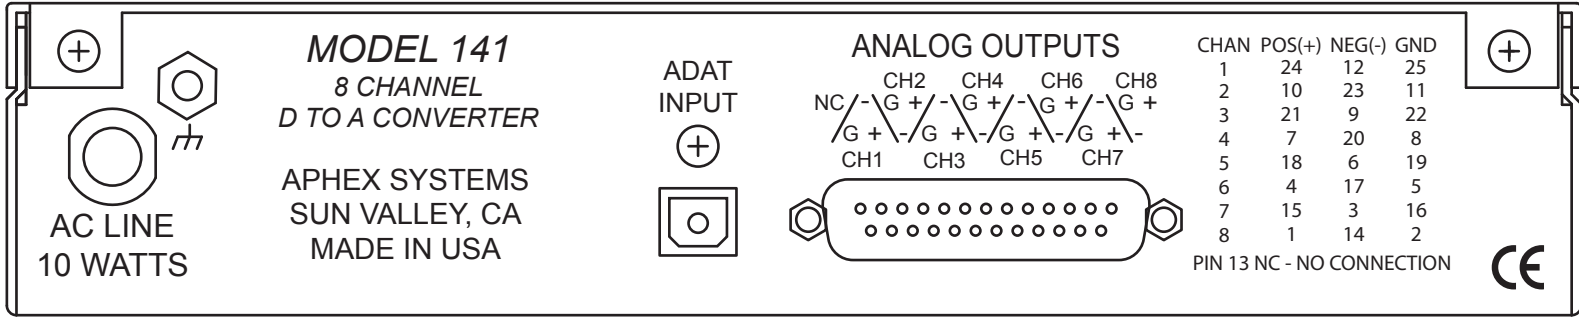 MODEL 141
8 CHANNEL
D TO A CONVERTER
APHEX SYSTEMS
SUN VALLEY, CA
MADE IN USA
AC LINE
10 WATTS
ADAT
INPUT
ANALOG OUTPUTS
CH2 CH4 CH6 CH8
NC/-\G +/-\G +/-\G +/-\G +
/G +\-/G +\-/G +\-/G +\-
CH1 CH3 CH5 CH7
CHAN POS(+) NEG(-) GND
1 24 12 25
2 10 23 11
3 21 9 22
4 7 20 8
5 18 6 19
6 4 17 5
7 15 3 16
8 1 14 2
PIN 13 NC - NO CONNECTION
CE